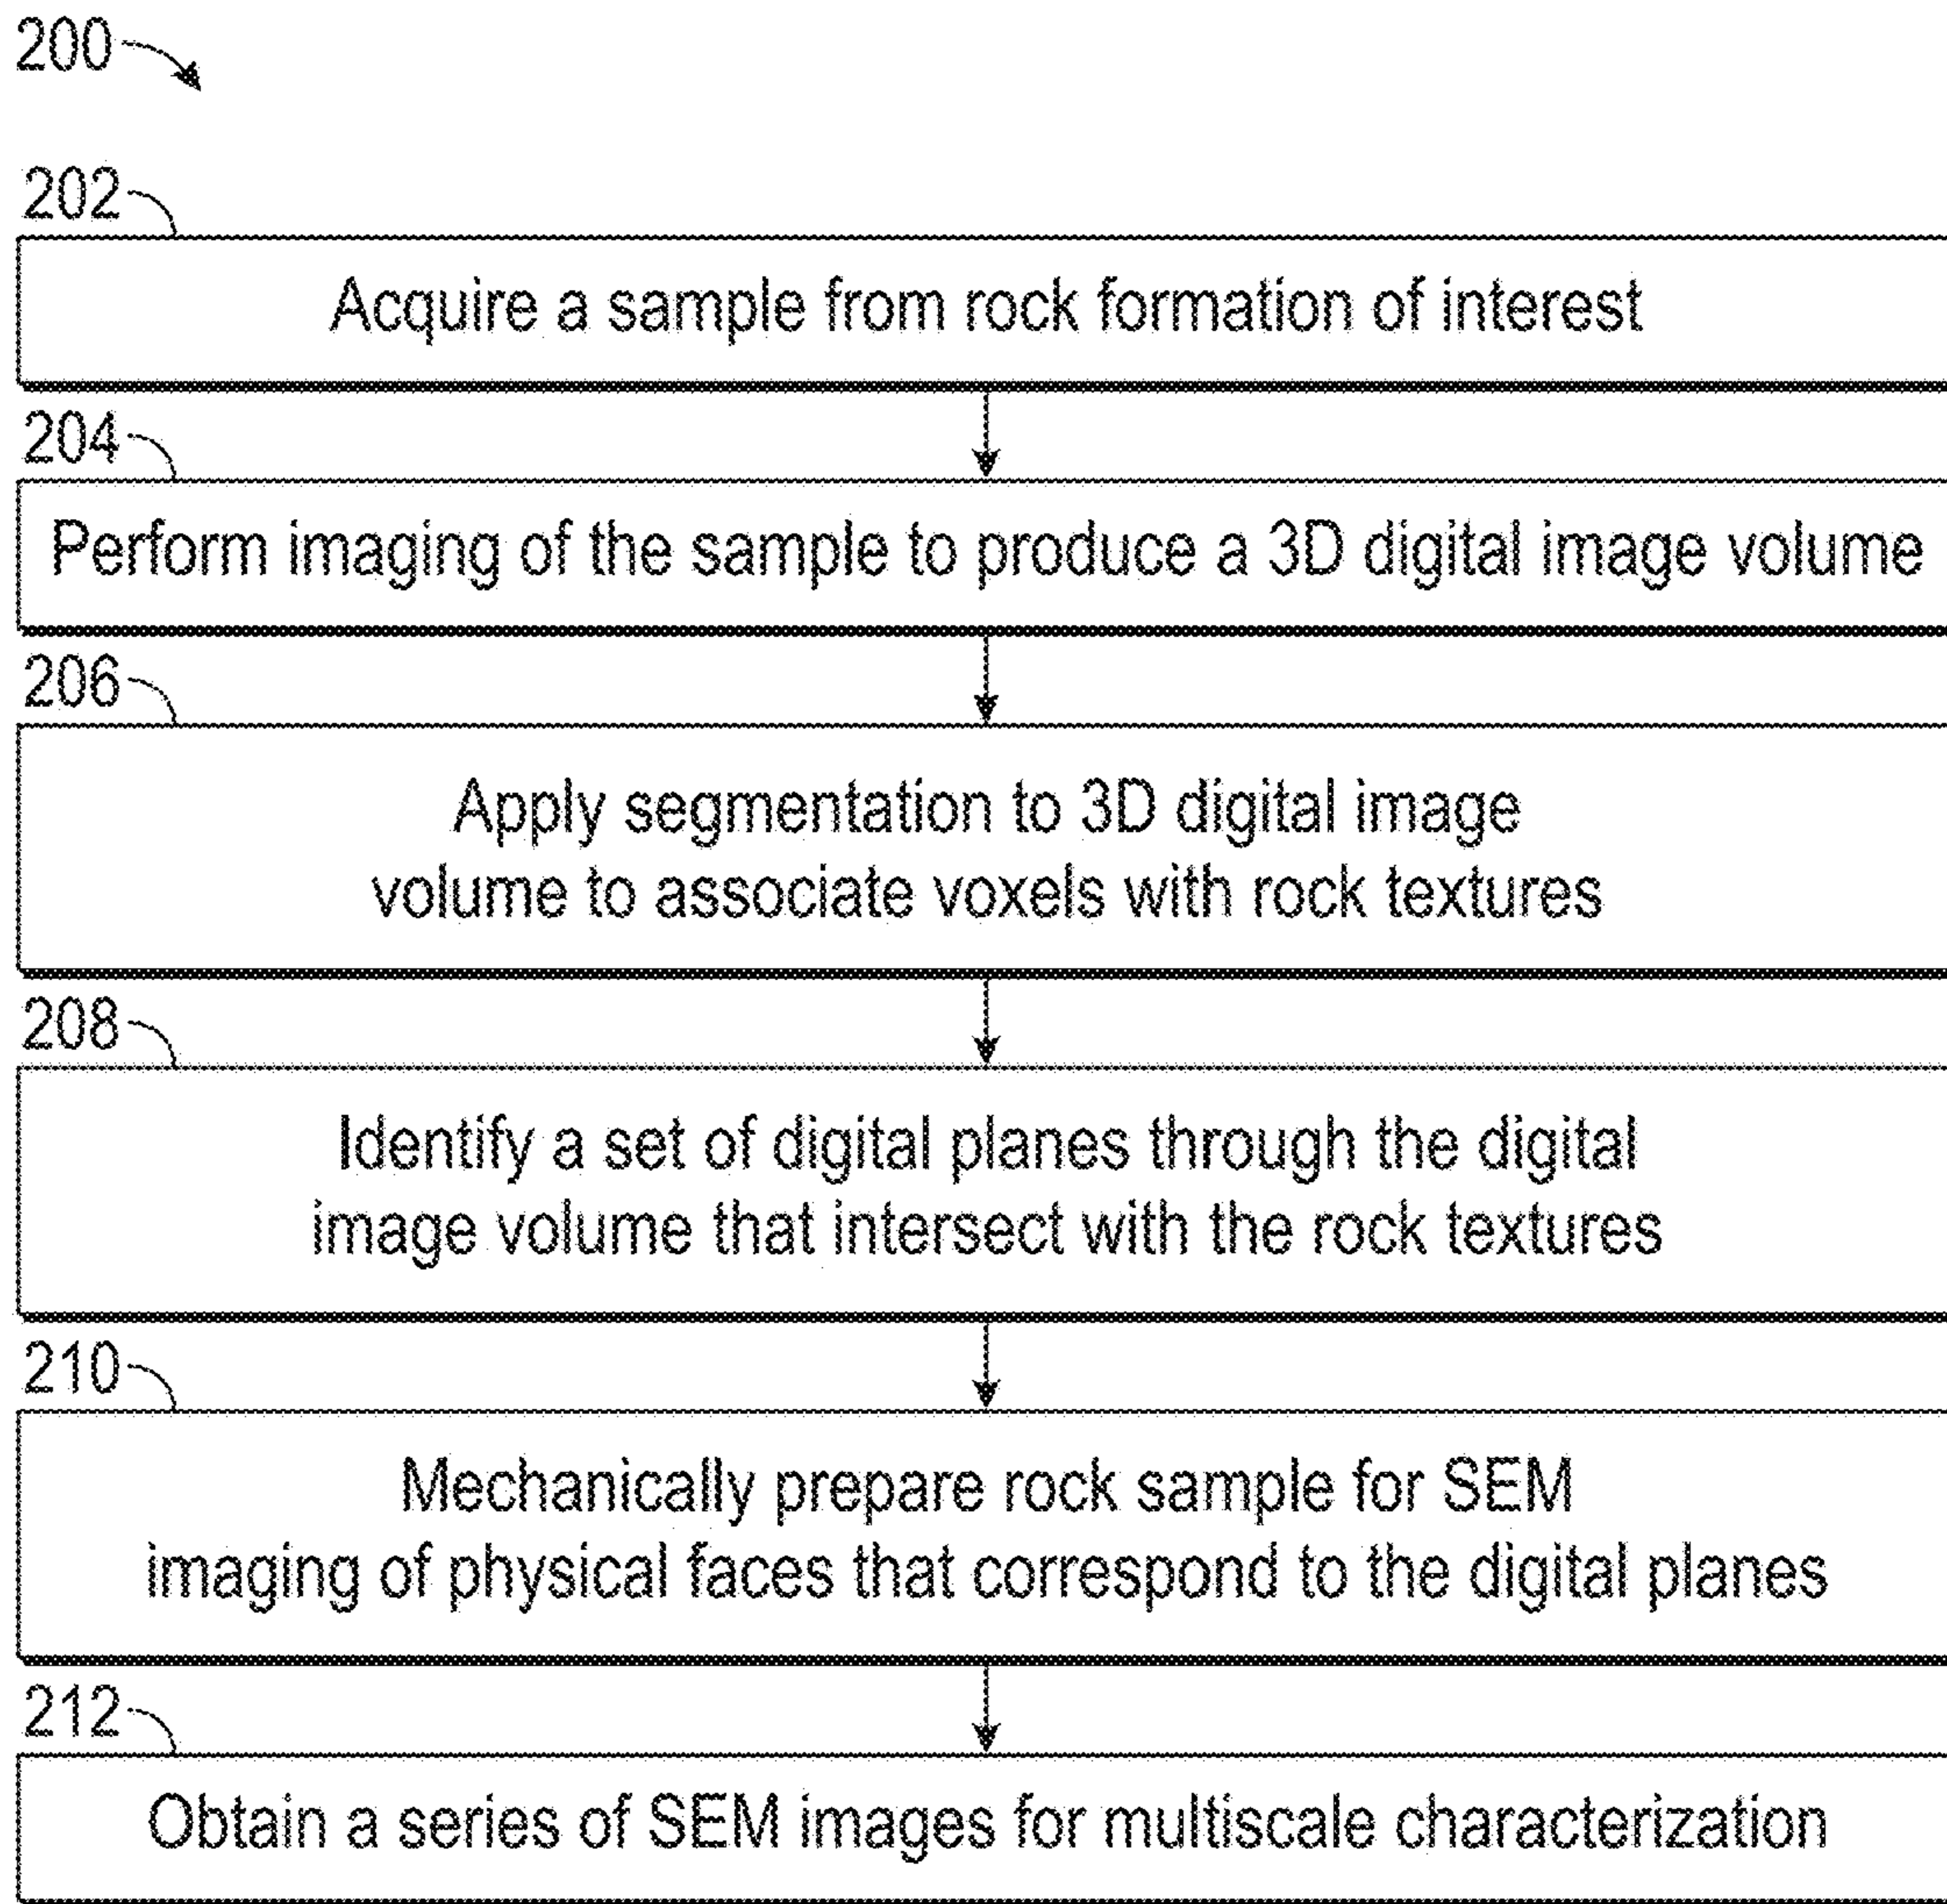 200
202
Acquire a sample from rock formation of interest
204
Perform imaging of the sample to produce a 3D digital image volume
206
Apply segmentation to 3D digital image
volume to associate voxels with rock textures
208
Identify a set of digital planes through the digital
image volume that intersect with the rock textures
210
Mechanically prepare rock sample for SEM
imaging of physical faces that correspond to the digital planes
212
Obtain a series of SEM images for multiscale characterization